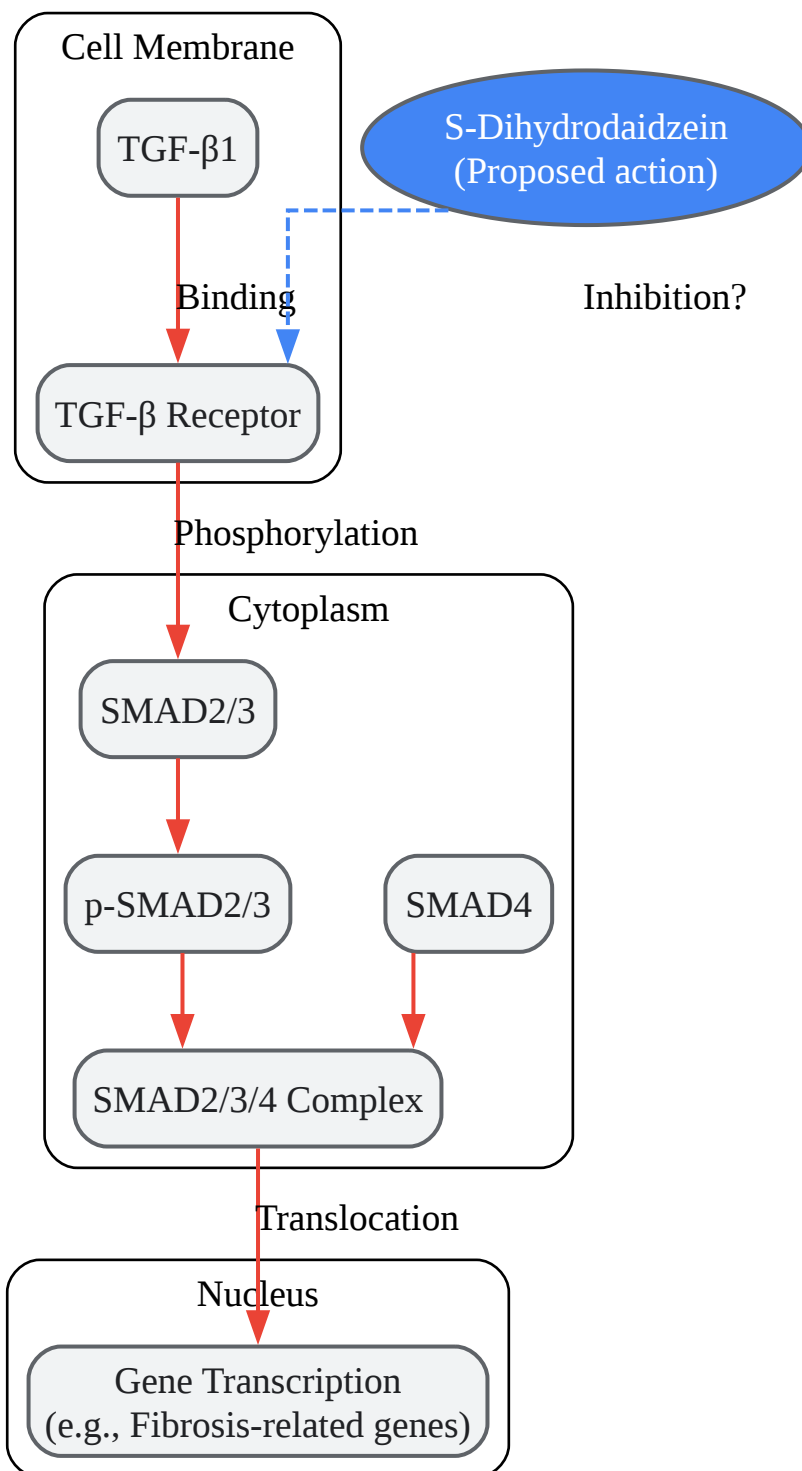 Cell Membrane
TGF-β1
S-Dihydrodaidzein
(Proposed action)
Binding
Inhibition?
TGF-β Receptor
Phosphorylation
Cytoplasm
SMAD2/3
p-SMAD2/3
SMAD4
SMAD2/3/4 Complex
Translocation
Nucleus
Gene Transcription
(e.g., Fibrosis-related genes)